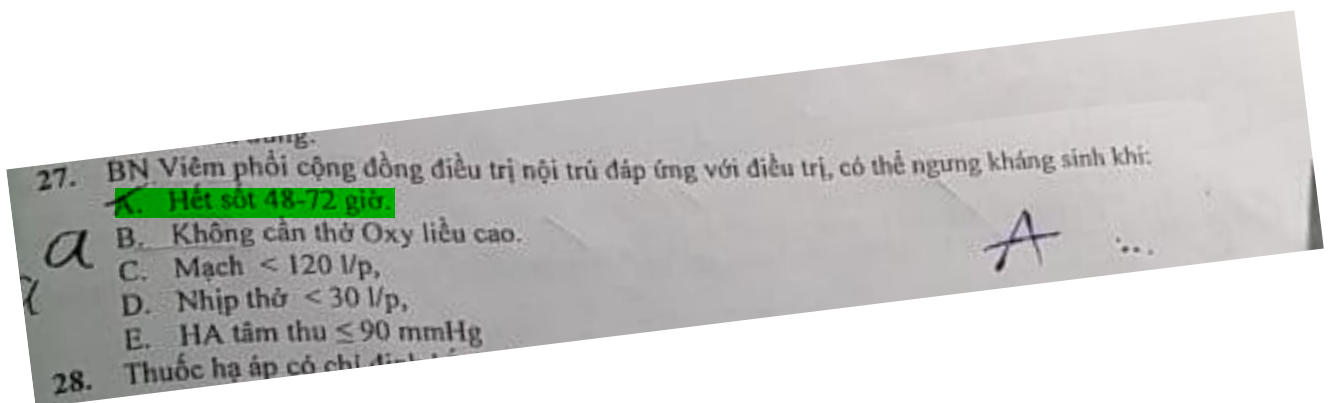 27. BN Viêm phổi cộng đồng điều trị nội trú đáp ứng với điều trị, có thể ngưng kháng sinh khi:
A. Hết sốt 48-72 giờ.
B. Không cần thở Oxy liều cao.
C. Mạch < 120 l/p,
D. Nhịp thở < 30 l/p,
E. HA tâm thu ≤ 90 mmHg
a
A
28. Thuốc hạ áp có chỉ